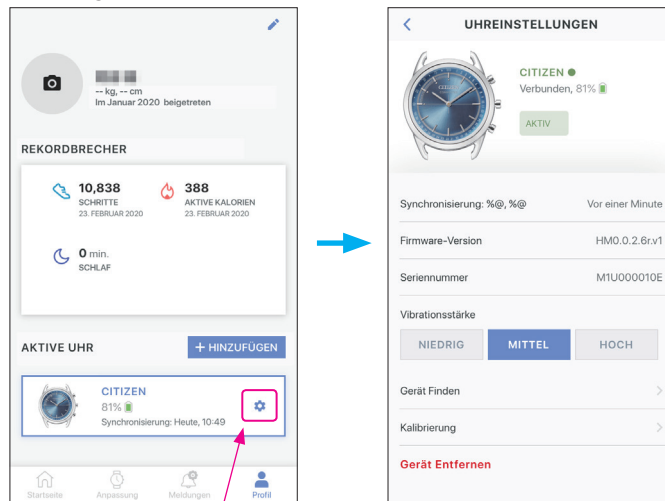 -- kg, -- cm
Im Januar 2020 beigetreten
REKORDBRECHER
10,838
SCHRITTE
23. FEBRUAR 2020
388
AKTIVE KALORIEN
23. FEBRUAR 2020
0 min.
SCHLAF
AKTIVE UHR
+ HINZUFÜGEN
CITIZEN
81%
Synchronisierung: Heute, 10:49
Startseite
Anpassung
Meldungen
Profil
UHREINSTELLUNGEN
CITIZEN
Verbunden, 81%
AKTIV
Synchronisierung: %@, %@ Vor einer Minute
Firmware-Version HM0.0.2.6r.v1
Seriennummer M1U000010E
Vibrationsstärke
NIEDRIG MITTEL HOCH
Gerät Finden
Kalibrierung
Gerät Entfernen